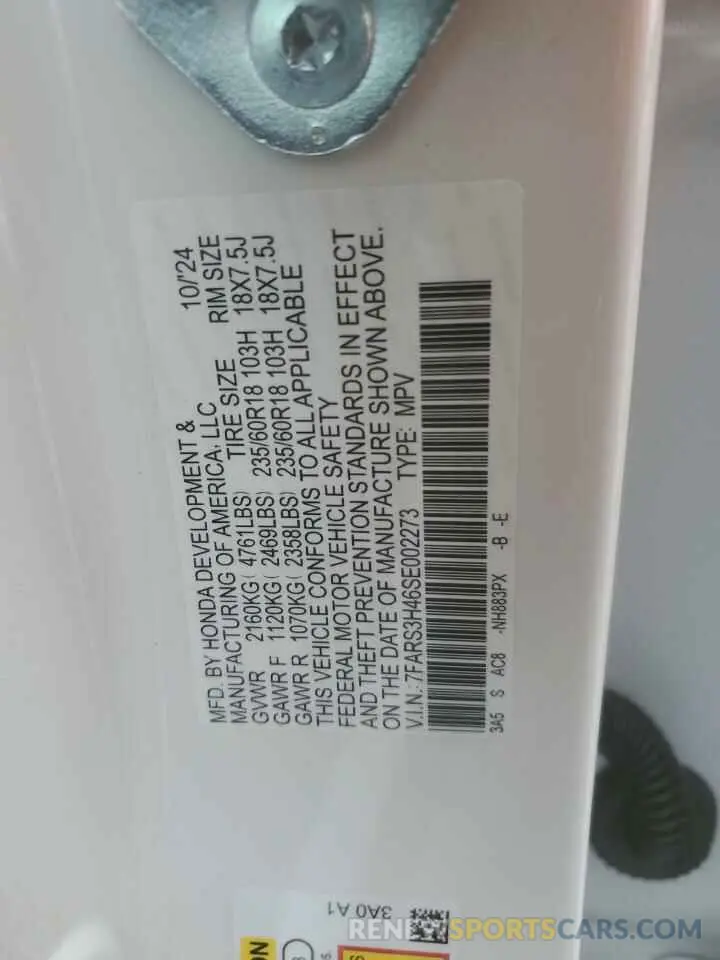 MFD. BY HONDA DEVELOPMENT &
MANUFACTURING OF AMERICA, LLC 10/'24
GVWR 2160KG ( 4761LBS) TIRE SIZE RIM SIZE
GAWR F 1120KG ( 2469LBS) 235/60R18 103H 18X7.5J
GAWR R 1070KG ( 2358LBS) 235/60R18 103H 18X7.5J
THIS VEHICLE CONFORMS TO ALL APPLICABLE
FEDERAL MOTOR VEHICLE SAFETY
AND THEFT PREVENTION STANDARDS IN EFFECT
ON THE DATE OF MANUFACTURE SHOWN ABOVE.
V.I.N.: 7FARS3H46SE002273 TYPE: MPV
3A5 S AC8 -NH883PX -B -E
3A0 A1
RENEWSPORTSCARS.COM